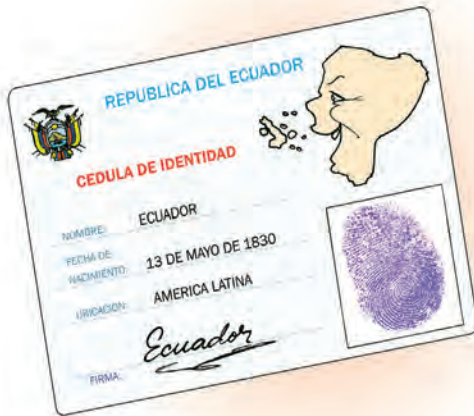 REPUBLICA DEL ECUADOR
CEDULA DE IDENTIDAD
NOMBRE: ECUADOR
FECHA DE
NACIMIENTO: 13 DE MAYO DE 1830
UBICACION: AMERICA LATINA
Ecuador
FIRMA: